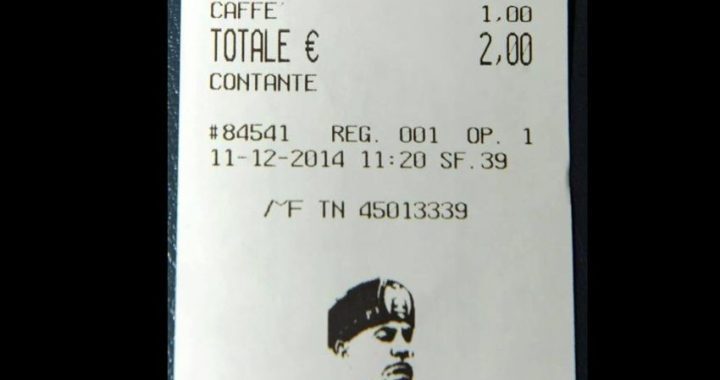 CAFFE' 1,00
TOTALE € 2,00
CONTANTE
#84541 REG. 001 OP. 1
11-12-2014 11:20 SF.39
MF TN 45013339